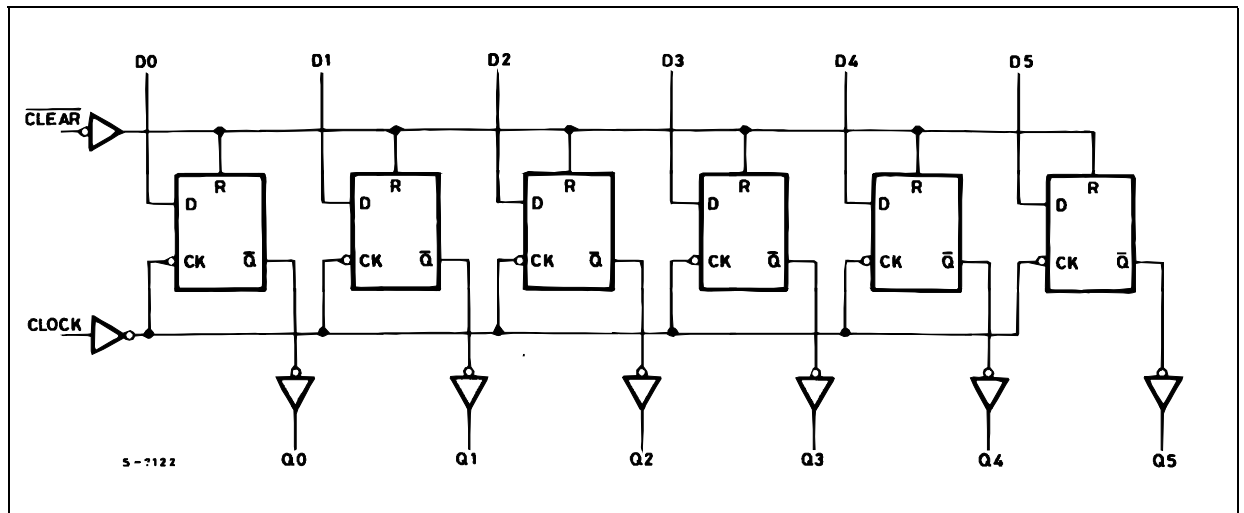 D0 D1 D2 D3 D4 D5
CLEAR
R R R R R R
D D D D D D
CK Q̅ CK Q̅ CK Q̅ CK Q̅ CK Q̅ CK Q̅
CLOCK
Q0 Q1 Q2 Q3 Q4 Q5